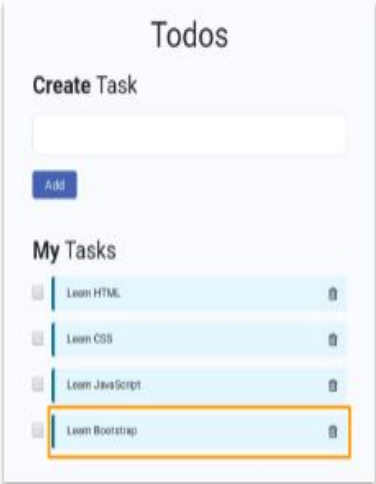 Todos
Create Task
Add
My Tasks
Learn HTML
Learn CSS
Learn JavaScript
Learn Bootstrap